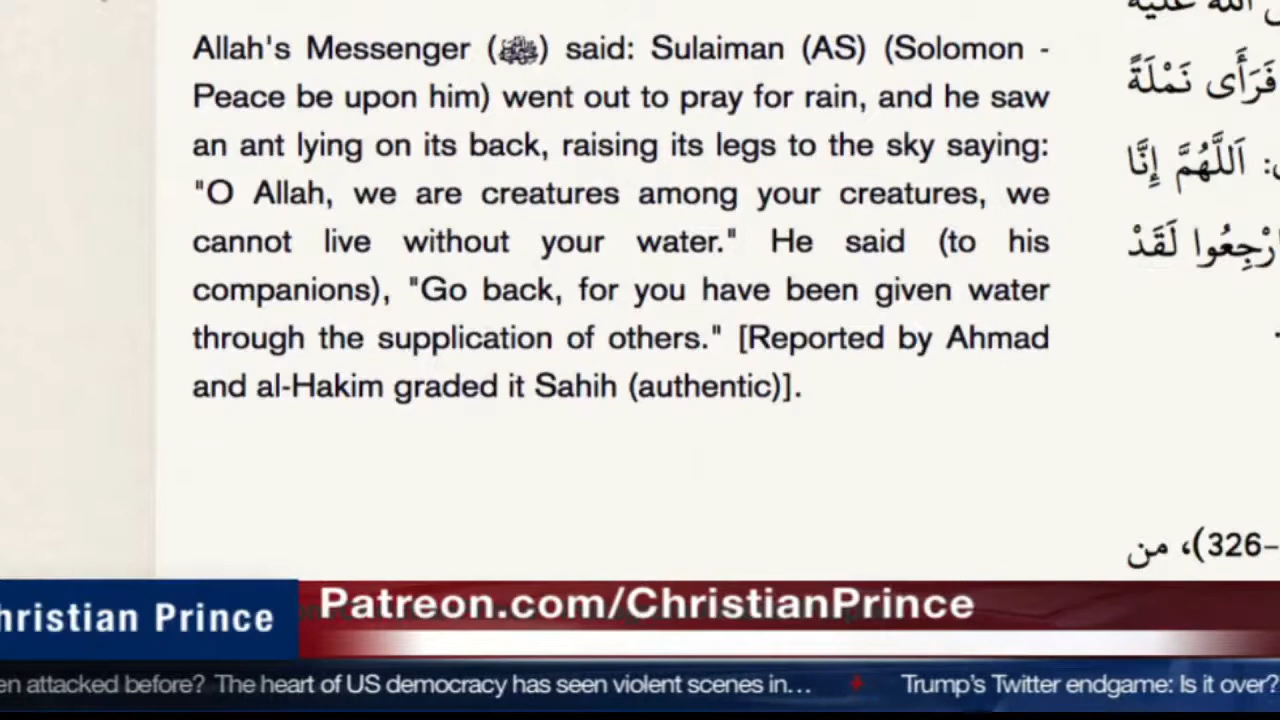 Allah's Messenger (ﷺ) said: Sulaiman (AS) (Solomon -
Peace be upon him) went out to pray for rain, and he saw
an ant lying on its back, raising its legs to the sky saying:
"O Allah, we are creatures among your creatures, we
cannot live without your water." He said (to his
companions), "Go back, for you have been given water
through the supplication of others." [Reported by Ahmad
and al-Hakim graded it Sahih (authentic)].
الله عليه
فَرَأَى نَمْلَةً
اَللَّهُمَّ إِنَّا
ارْجِعُوا لَقَدْ
326)، من–
hristian Prince
Patreon.com/ChristianPrince
en attacked before? The heart of US democracy has seen violent scenes in... Trump's Twitter endgame: Is it over?